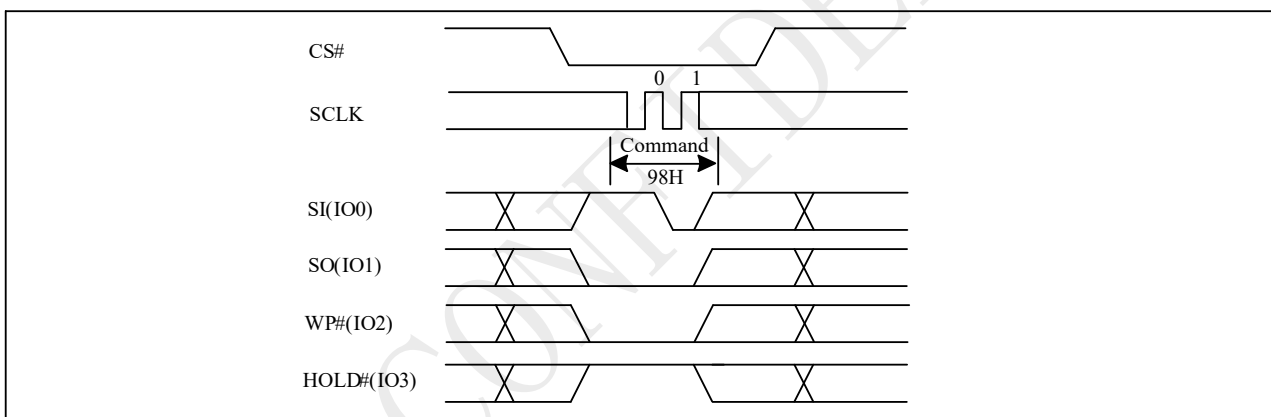 CS#
0 1
SCLK
Command
98H
SI(IO0)
SO(IO1)
WP#(IO2)
HOLD#(IO3)